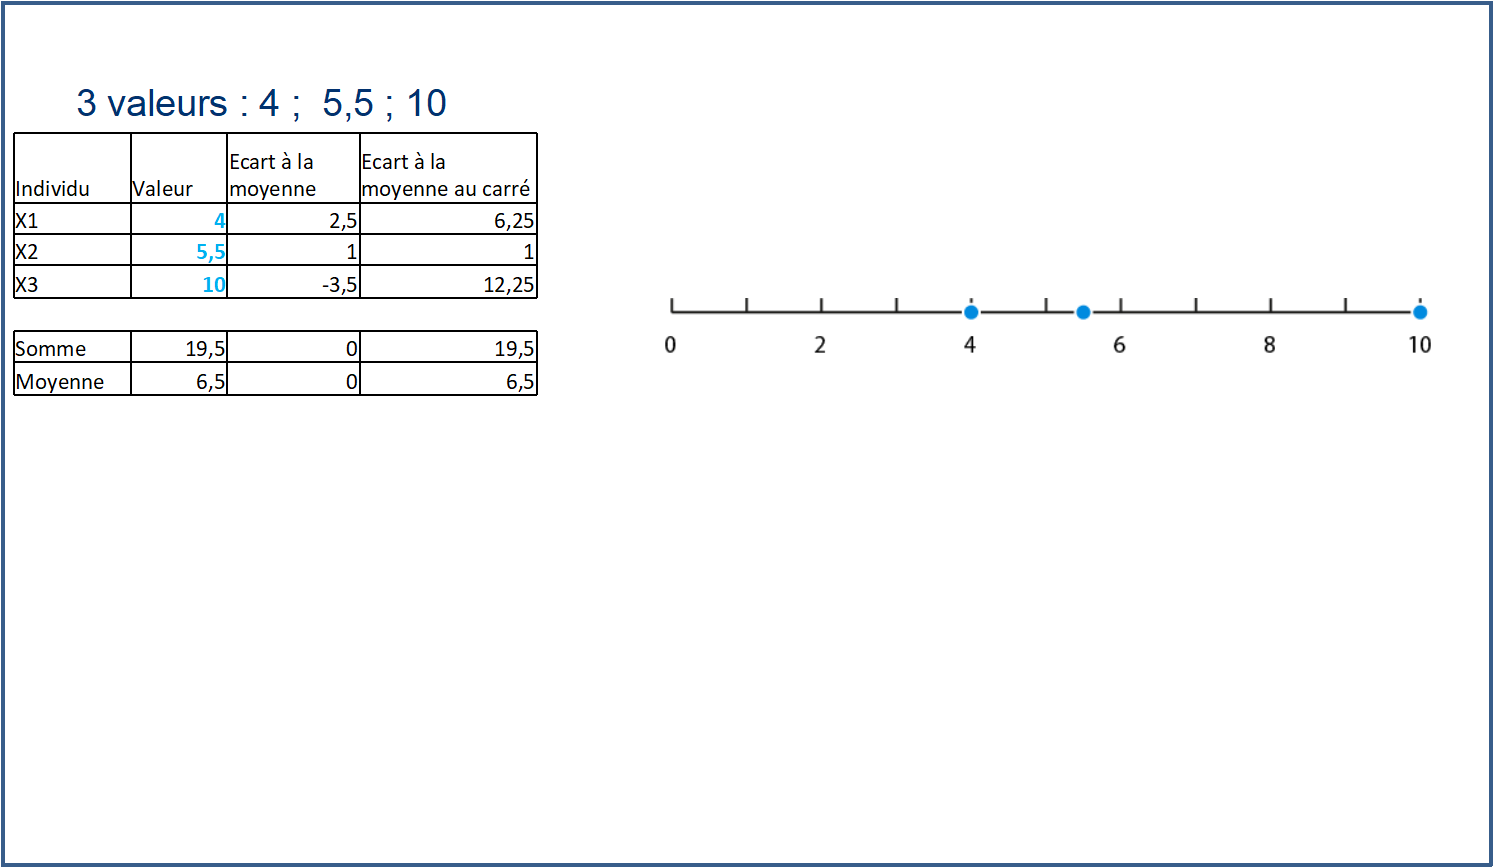 3 valeurs : 4 ;  5,5 ; 10
Individu Valeur Ecart à la moyenne Ecart à la moyenne au carré
X1 4 2,5 6,25
X2 5,5 1 1
X3 10 -3,5 12,25
Somme 19,5 0 19,5
Moyenne 6,5 0 6,5
0 2 4 6 8 10